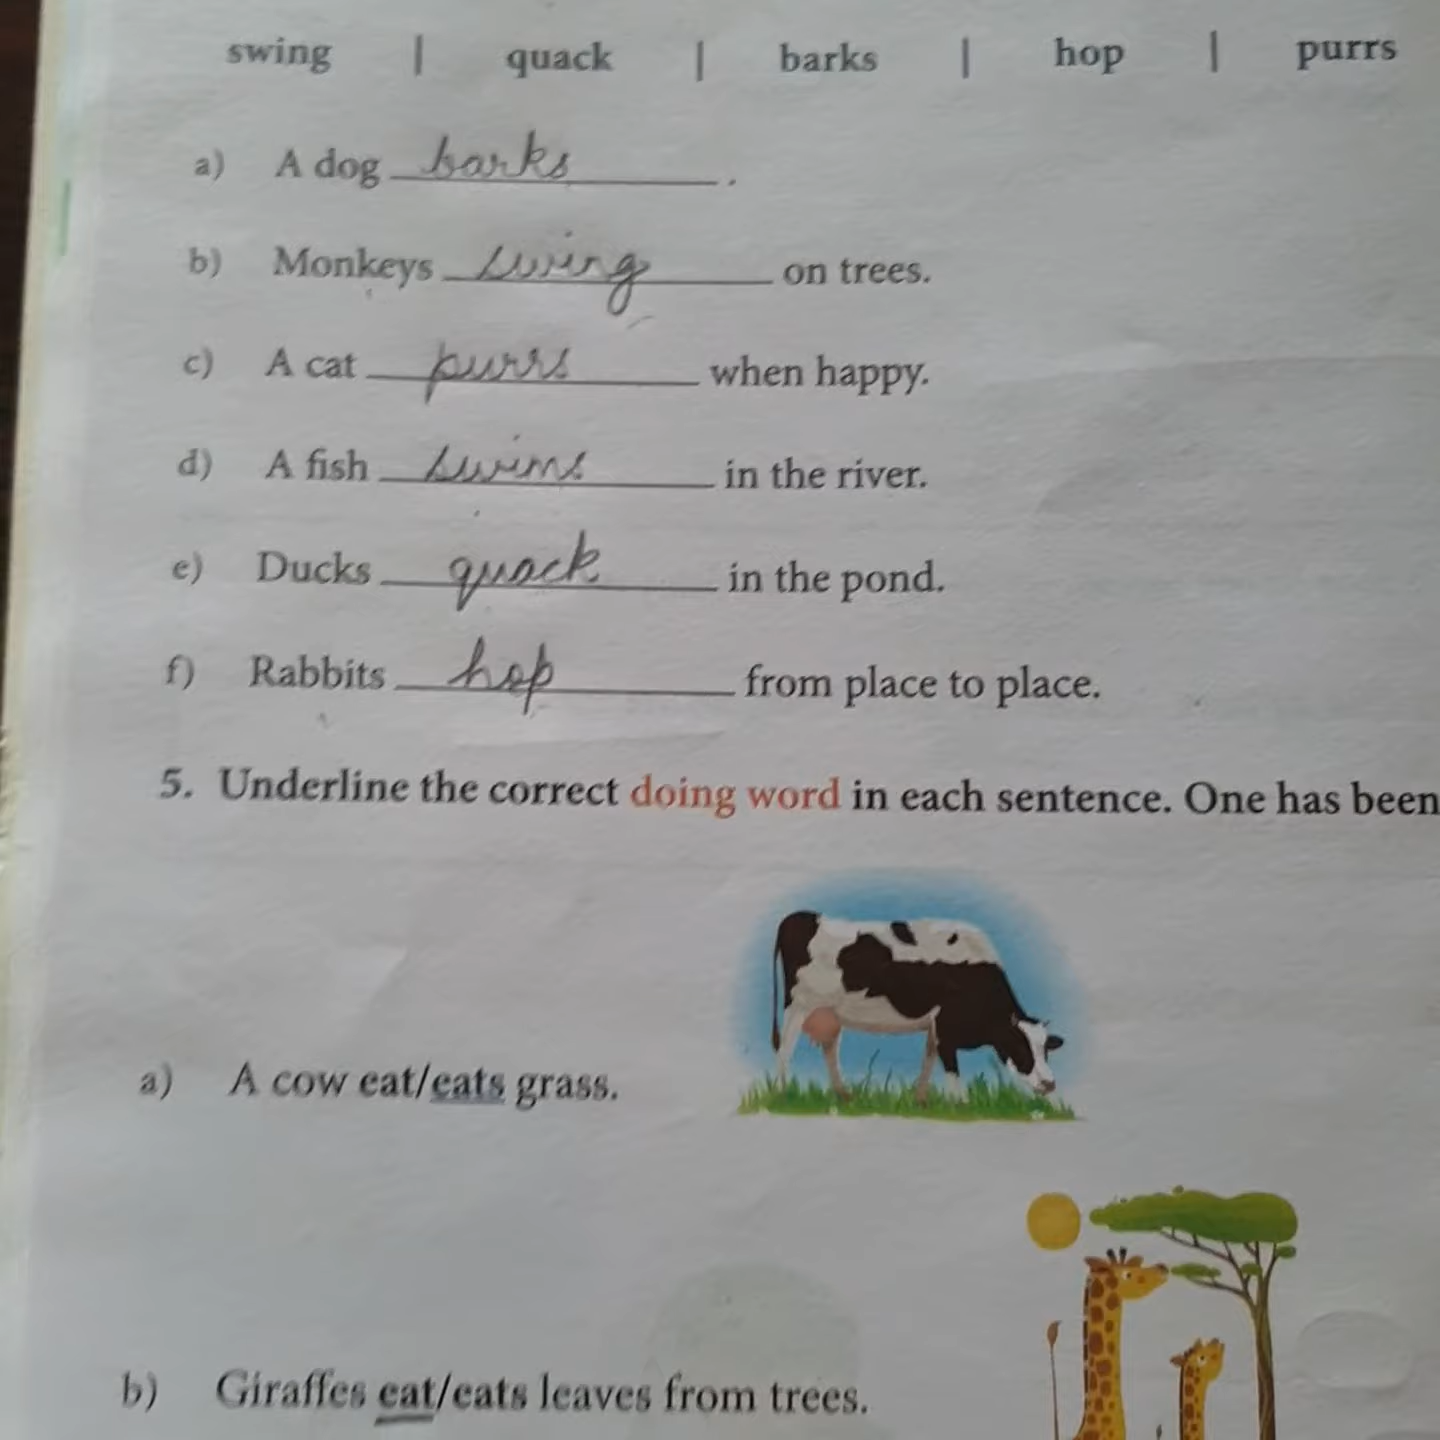 swing | quack | barks | hop | purrs
a) A dog barks.
b) Monkeys swing on trees.
c) A cat purrs when happy.
d) A fish swims in the river.
e) Ducks quack in the pond.
f) Rabbits hop from place to place.
5. Underline the correct doing word in each sentence. One has been
a) A cow eat/eats grass.
b) Giraffes eat/eats leaves from trees.